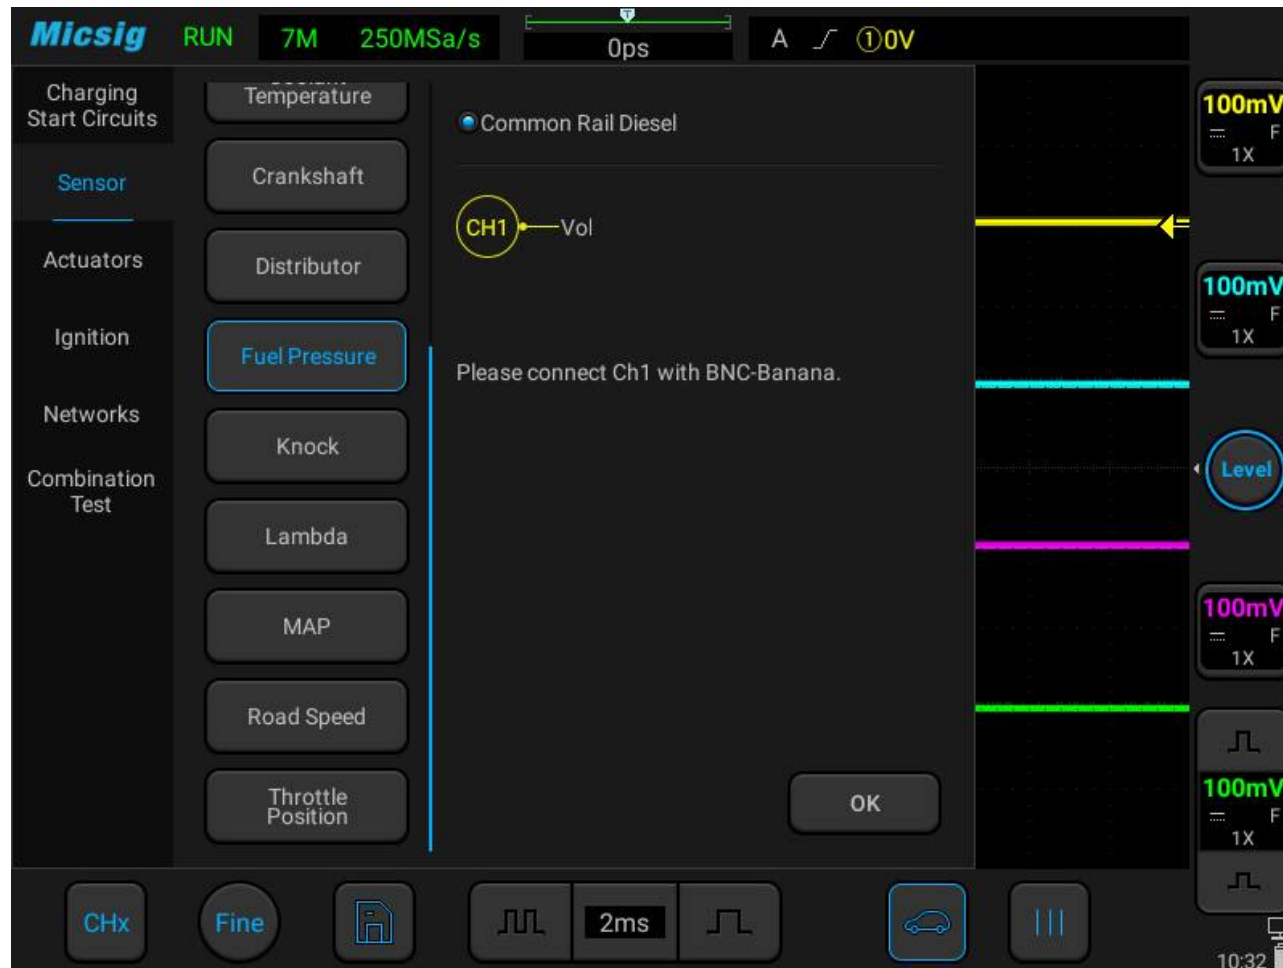 Micsig RUN 7M 250MSa/s T 0ps A ①0V
Charging
Start Circuits
Sensor
Actuators
Ignition
Networks
Combination
Test
Temperature
Crankshaft
Distributor
Fuel Pressure
Knock
Lambda
MAP
Road Speed
Throttle
Position
Common Rail Diesel
CH1 Vol
Please connect Ch1 with BNC-Banana.
OK
100mV
F
1X
100mV
F
1X
Level
100mV
F
1X
100mV
F
1X
CHx Fine 2ms
10:32